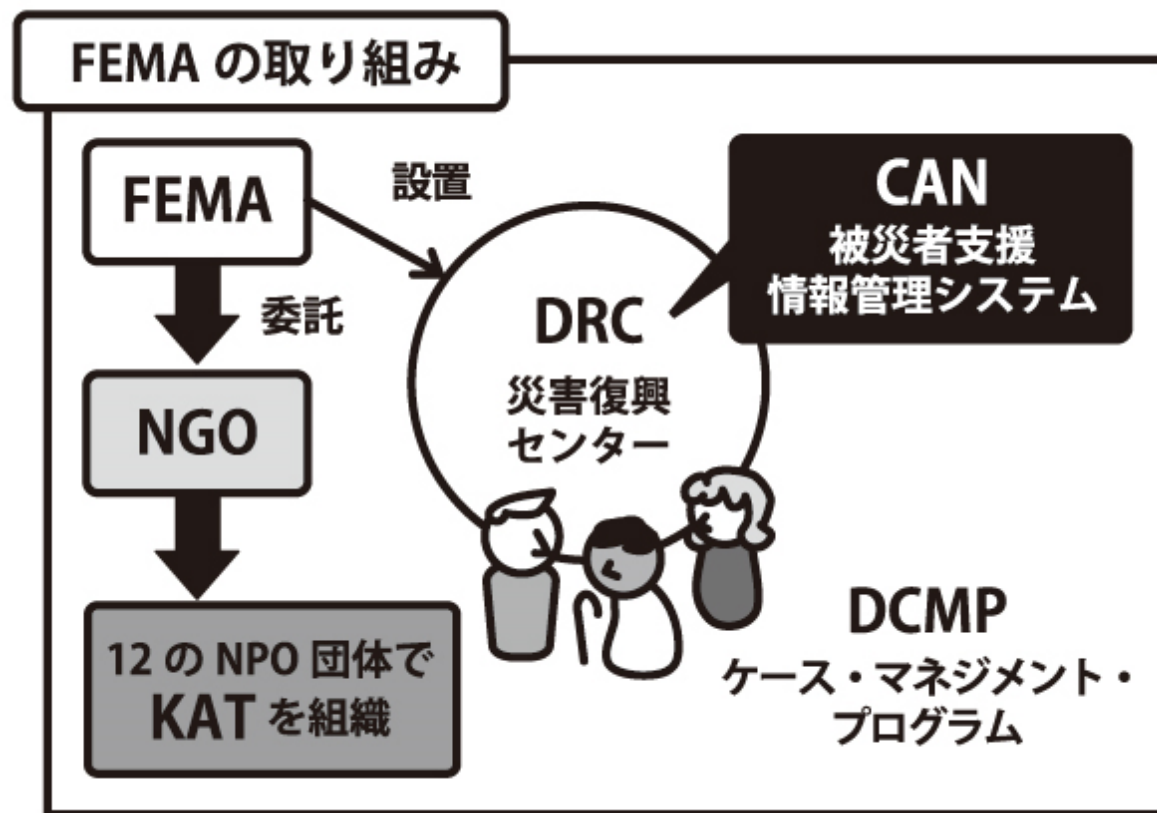 FEMA の取り組み
FEMA
設置
委託
NGO
12 の NPO 団体で
KAT を組織
DRC
災害復興
センター
CAN
被災者支援
情報管理システム
DCMP
ケース・マネジメント・
プログラム